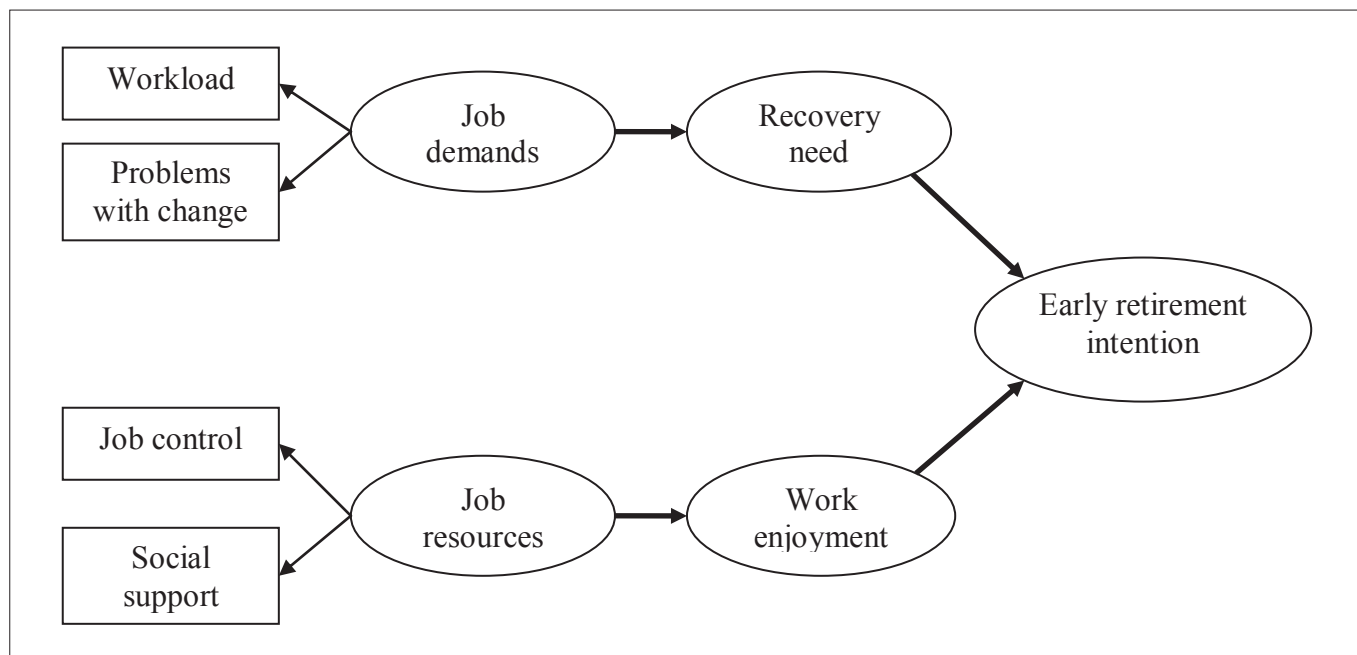 Workload
Problems
with change
Job
demands
Recovery
need
Early retirement
intention
Job control
Social
support
Job
resources
Work
enjoyment